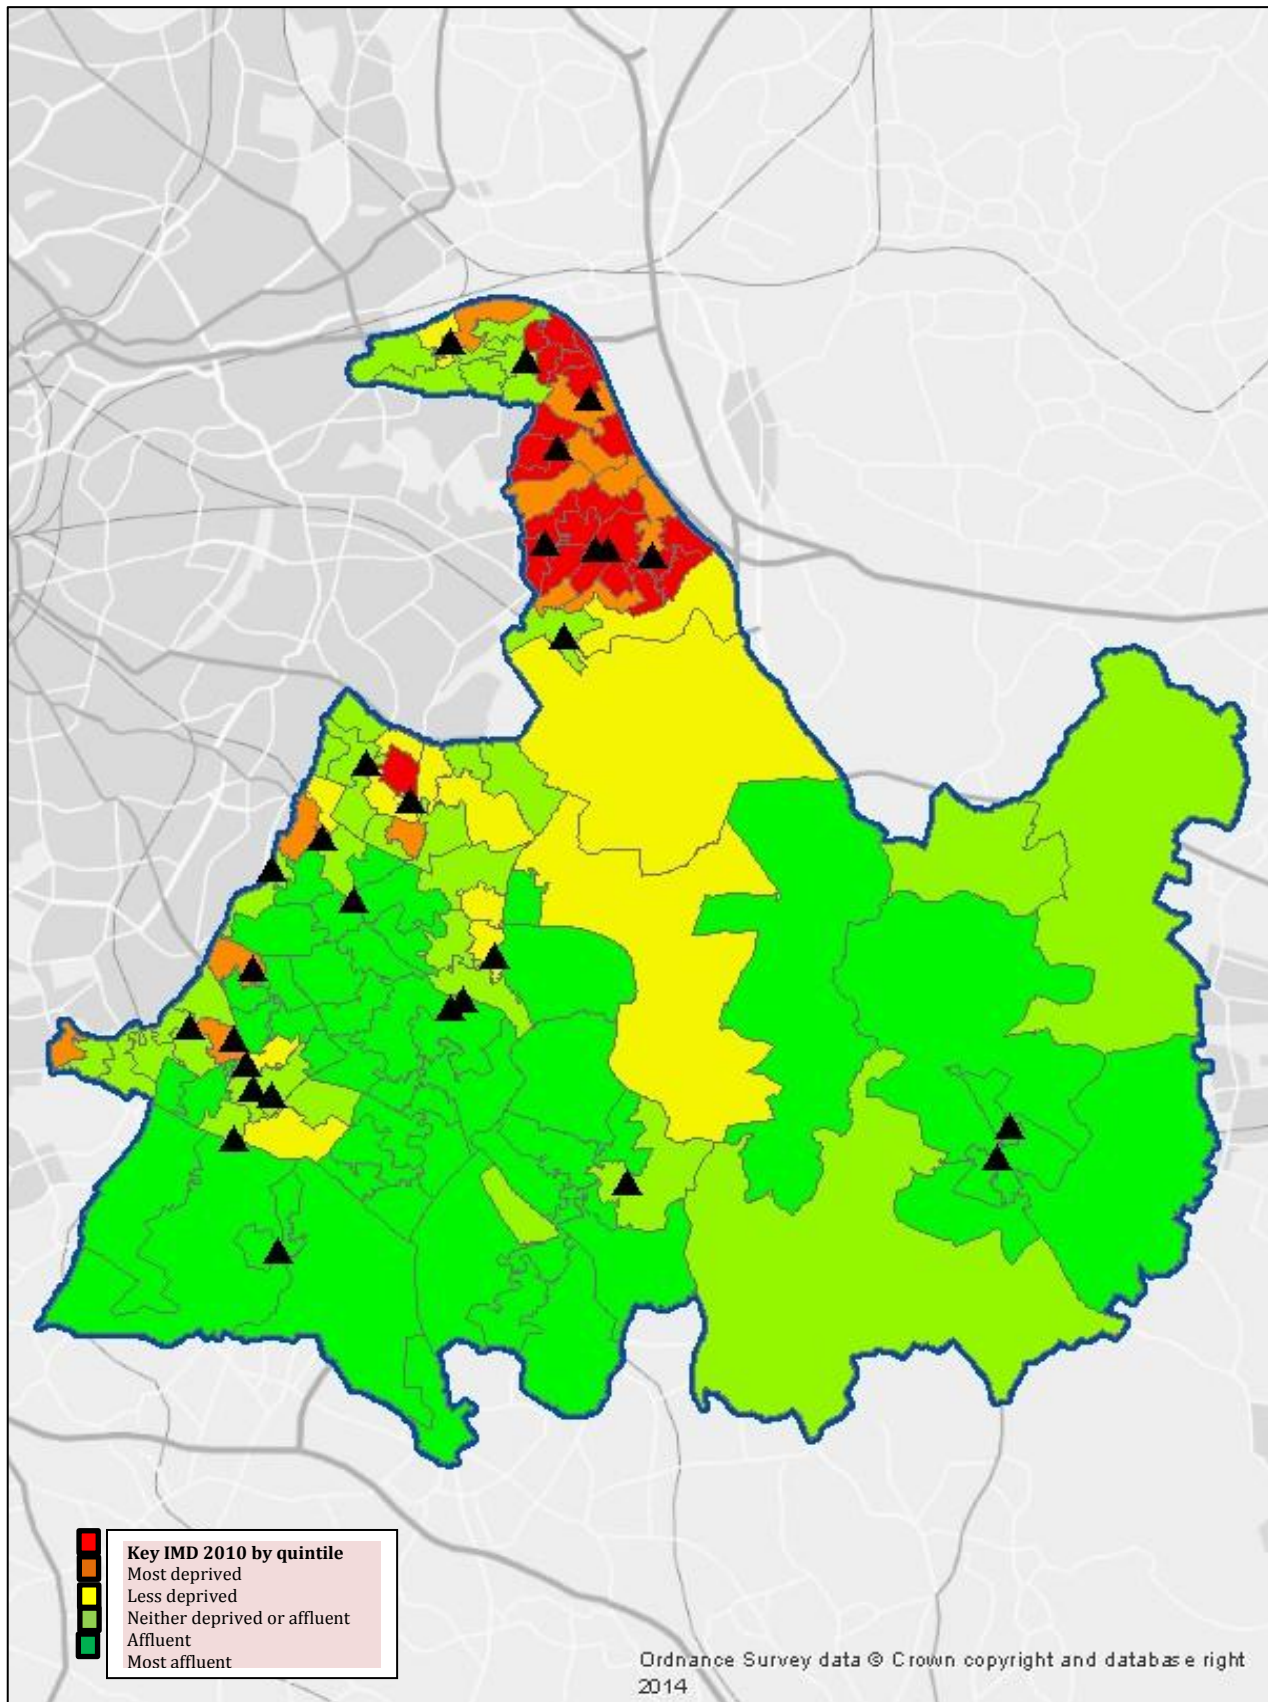 Key IMD 2010 by quintile
Most deprived
Less deprived
Neither deprived or affluent
Affluent
Most affluent
Ordnance Survey data © Crown copyright and database right
2014